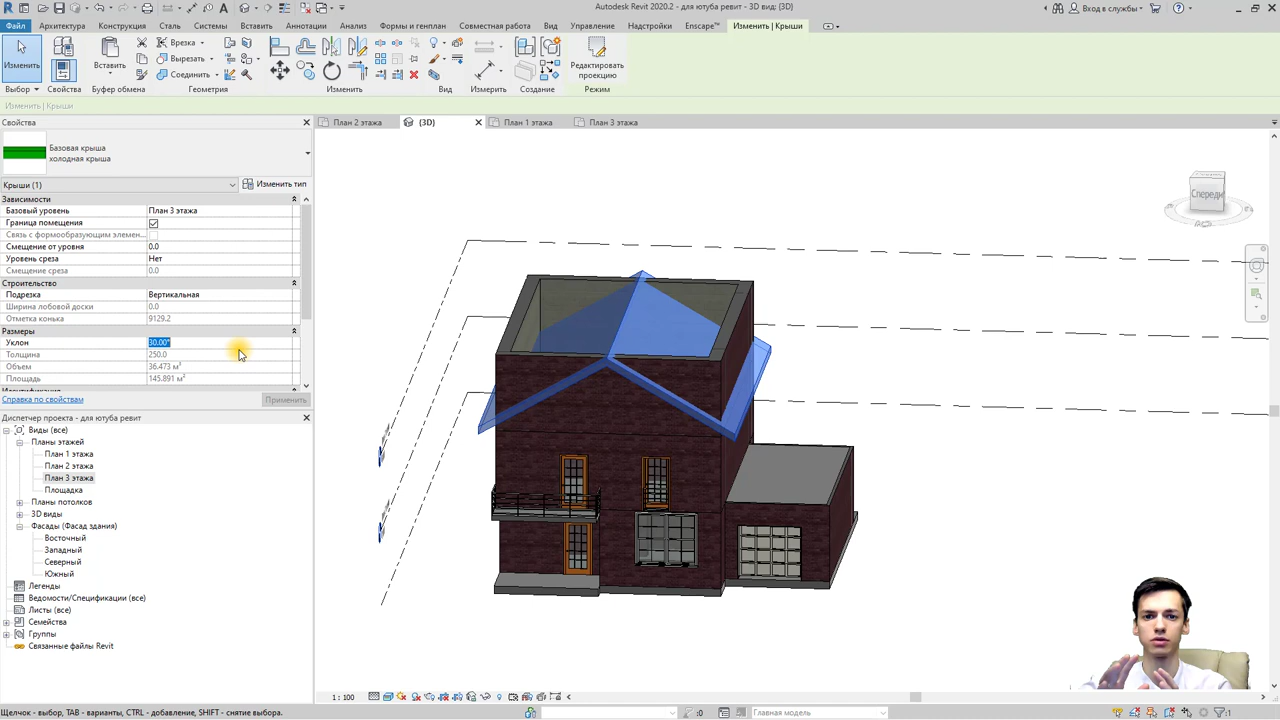 Autodesk Revit 2020.2 - для ютуба ревит - 3D вид: {3D}
Вход в службы
Файл Архитектура Конструкция Сталь Системы Вставить Аннотации Анализ Формы и генплан Совместная работа Вид Управление Надстройки Enscape™ Изменить | Крыши
Изменить
Вставить
Врезка
Вырезать
Соединить
Редактировать проекцию
Выбор Свойства Буфер обмена Геометрия Изменить Вид Измерить Создание Режим
Изменить | Крыши
Свойства
План 2 этажа {3D} План 1 этажа План 3 этажа
Базовая крыша
холодная крыша
Крыши (1) Изменить тип
Зависимости
Базовый уровень План 3 этажа
Граница помещения
Связь с формообразующим элемен...
Смещение от уровня 0.0
Уровень среза Нет
Смещение среза 0.0
Строительство
Подрезка Вертикальная
Ширина лобовой доски 0.0
Отметка конька 9129.2
Размеры
Уклон 30.00°
Толщина 250.0
Объем 36.473 м³
Площадь 145.891 м²
Справка по свойствам Применить
Диспетчер проекта - для ютуба ревит
Виды (все)
Планы этажей
План 1 этажа
План 2 этажа
План 3 этажа
Площадка
Планы потолков
3D виды
Фасады (Фасад здания)
Восточный
Западный
Северный
Южный
Легенды
Ведомости/Спецификации (все)
Листы (все)
Семейства
Группы
Связанные файлы Revit
Спереди
1 : 100
Щелчок - выбор, TAB - варианты, CTRL - добавление, SHIFT - снятие выбора. :0 Главная модель :1